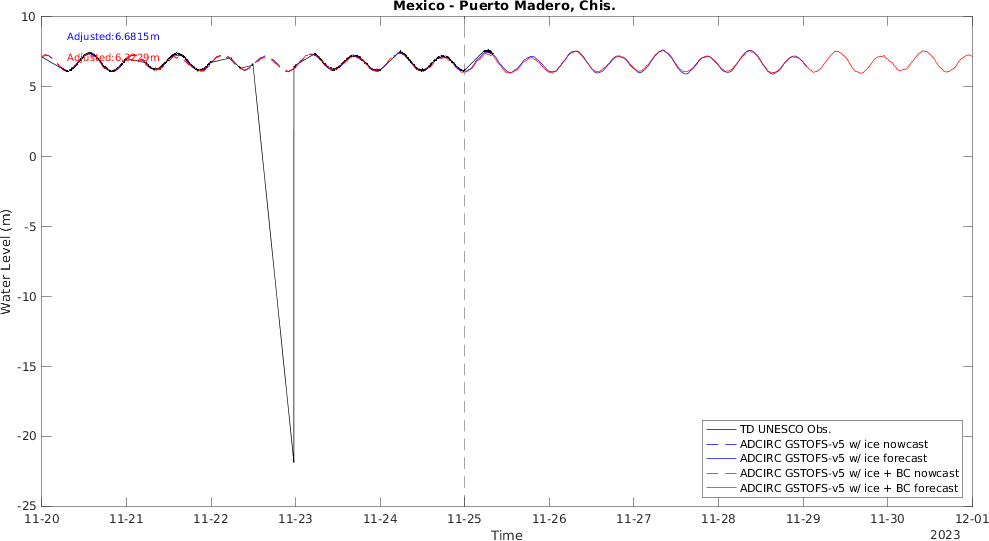 Mexico - Puerto Madero, Chis.
Adjusted:6.6815m
Water Level (m)
10
5
0
-5
-10
-15
-20
-25
11-20
11-21
11-22
11-23
11-24
11-25
11-26
11-27
11-28
11-29
11-30
12-01
Time
2023
TD UNESCO Obs.
ADCIRC GSTOFS-v5 w/ ice nowcast
ADCIRC GSTOFS-v5 w/ ice forecast
ADCIRC GSTOFS-v5 w/ ice + BC nowcast
ADCIRC GSTOFS-v5 w/ ice + BC forecast